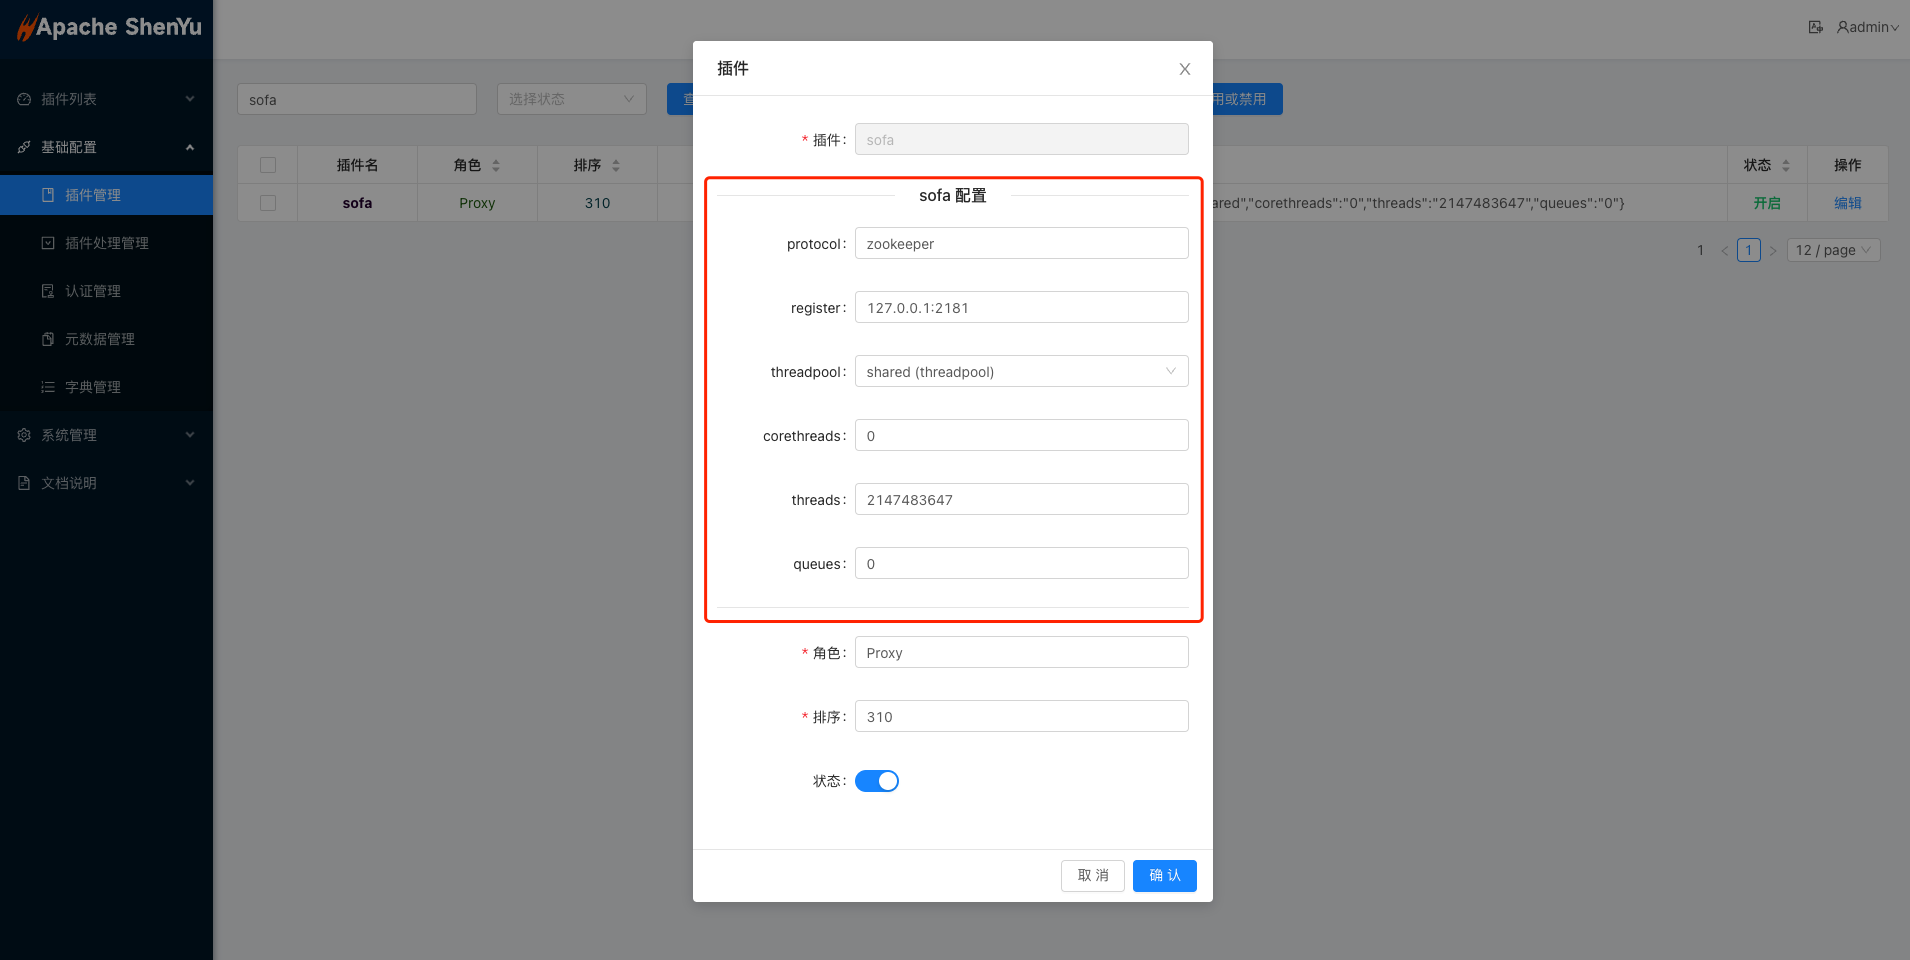 Apache ShenYu
admin
插件列表
基础配置
插件管理
插件处理管理
认证管理
元数据管理
字典管理
系统管理
文档说明
sofa
选择状态
用或禁用
插件名
角色
排序
状态
操作
sofa
Proxy
310
ared","corethreads":"0","threads":"2147483647","queues":"0"}
开启
编辑
1
1
12 / page
插件
* 插件:
sofa
sofa 配置
protocol:
zookeeper
register:
127.0.0.1:2181
threadpool:
shared (threadpool)
corethreads:
0
threads:
2147483647
queues:
0
* 角色:
Proxy
* 排序:
310
状态:
取 消
确 认